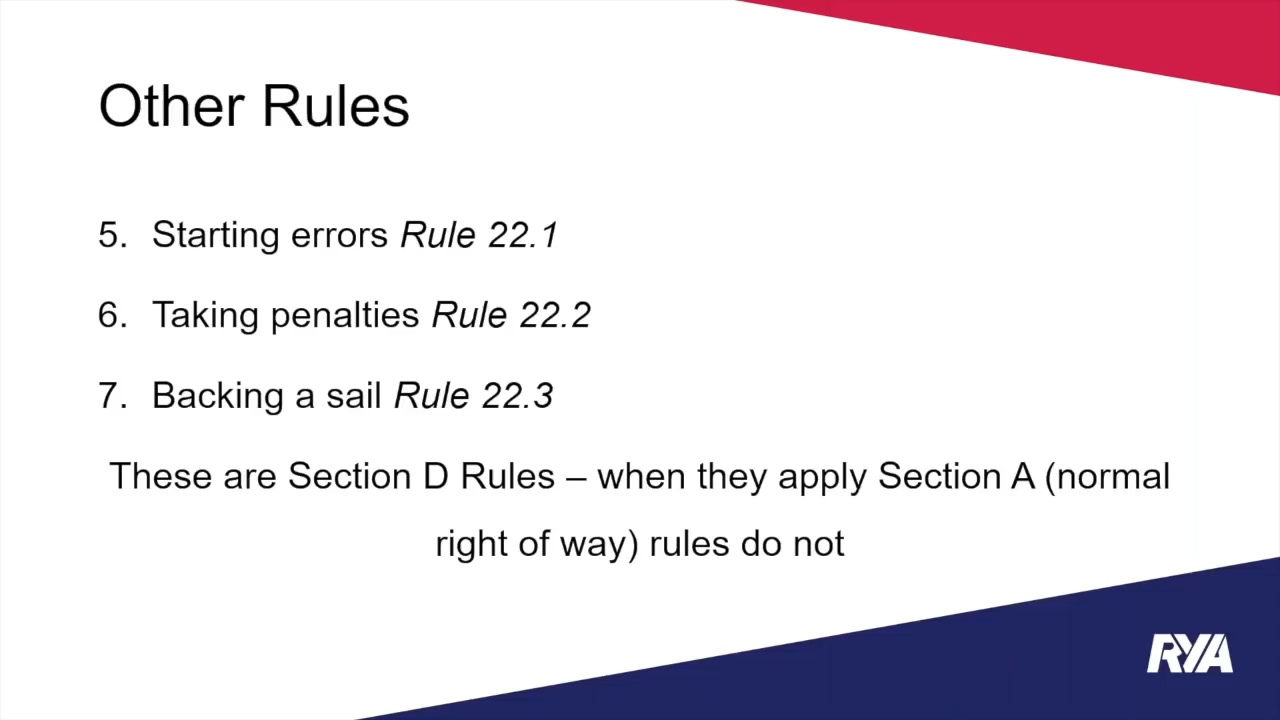 Other Rules
5. Starting errors Rule 22.1
6. Taking penalties Rule 22.2
7. Backing a sail Rule 22.3
These are Section D Rules – when they apply Section A (normal
right of way) rules do not
RYA